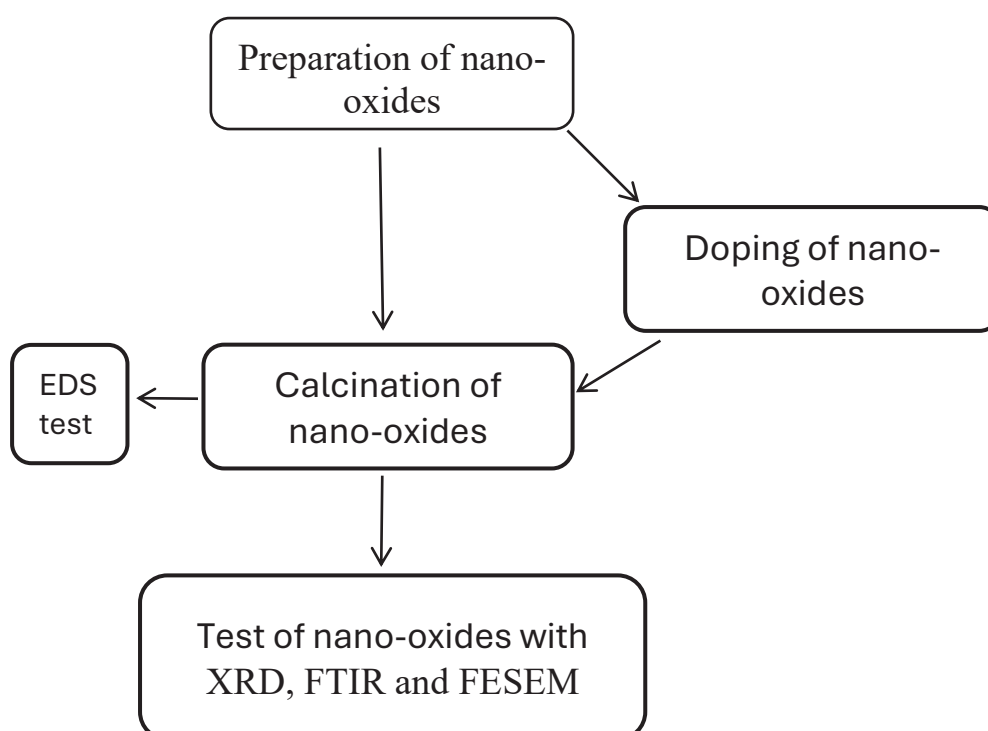 Preparation of nano-
oxides
Doping of nano-
oxides
EDS
test
Calcination of
nano-oxides
Test of nano-oxides with
XRD, FTIR and FESEM